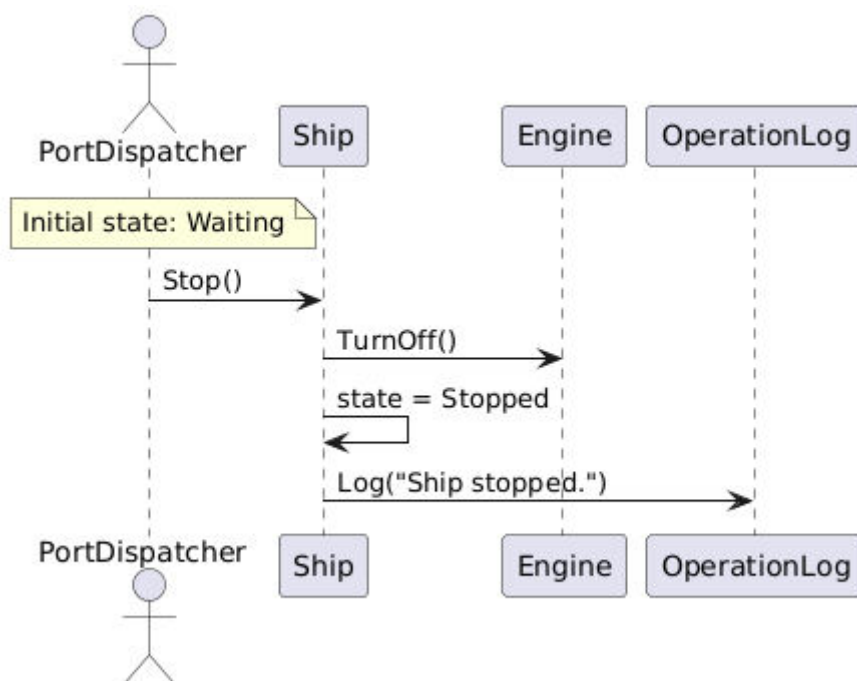 PortDispatcher
Ship
Engine
OperationLog
Initial state: Waiting
Stop()
TurnOff()
state = Stopped
Log("Ship stopped.")
PortDispatcher
Ship
Engine
OperationLog